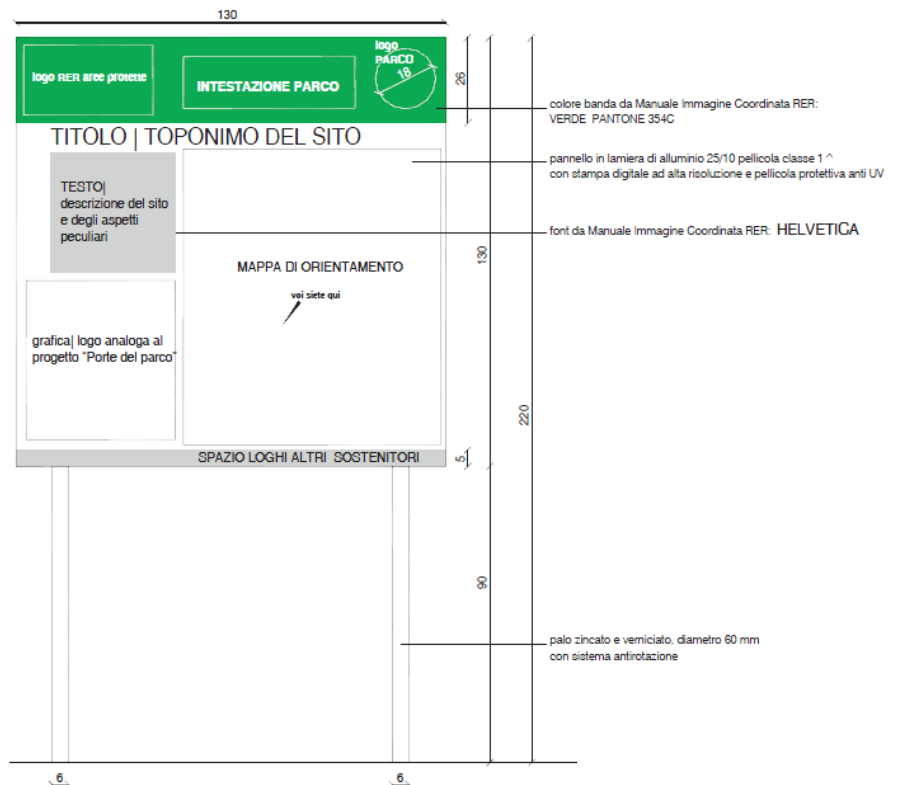 130
logo RER aree protette
INTESTAZIONE PARCO
logo
PARCO
18
26
colore banda da Manuale Immagine Coordinata RER:
VERDE PANTONE 354C
TITOLO | TOPONIMO DEL SITO
pannello in lamiera di alluminio 25/10 pellicola classe 1 ^
con stampa digitale ad alta risoluzione e pellicola protettiva anti UV
TESTO|
descrizione del sito
e degli aspetti
peculiari
font da Manuale Immagine Coordinata RER: HELVETICA
130
MAPPA DI ORIENTAMENTO
voi siete qui
grafica| logo analoga al
progetto "Porte del parco"
220
SPAZIO LOGHI ALTRI SOSTENITORI
5
90
palo zincato e verniciato, diametro 60 mm
con sistema antirotazione
6
6